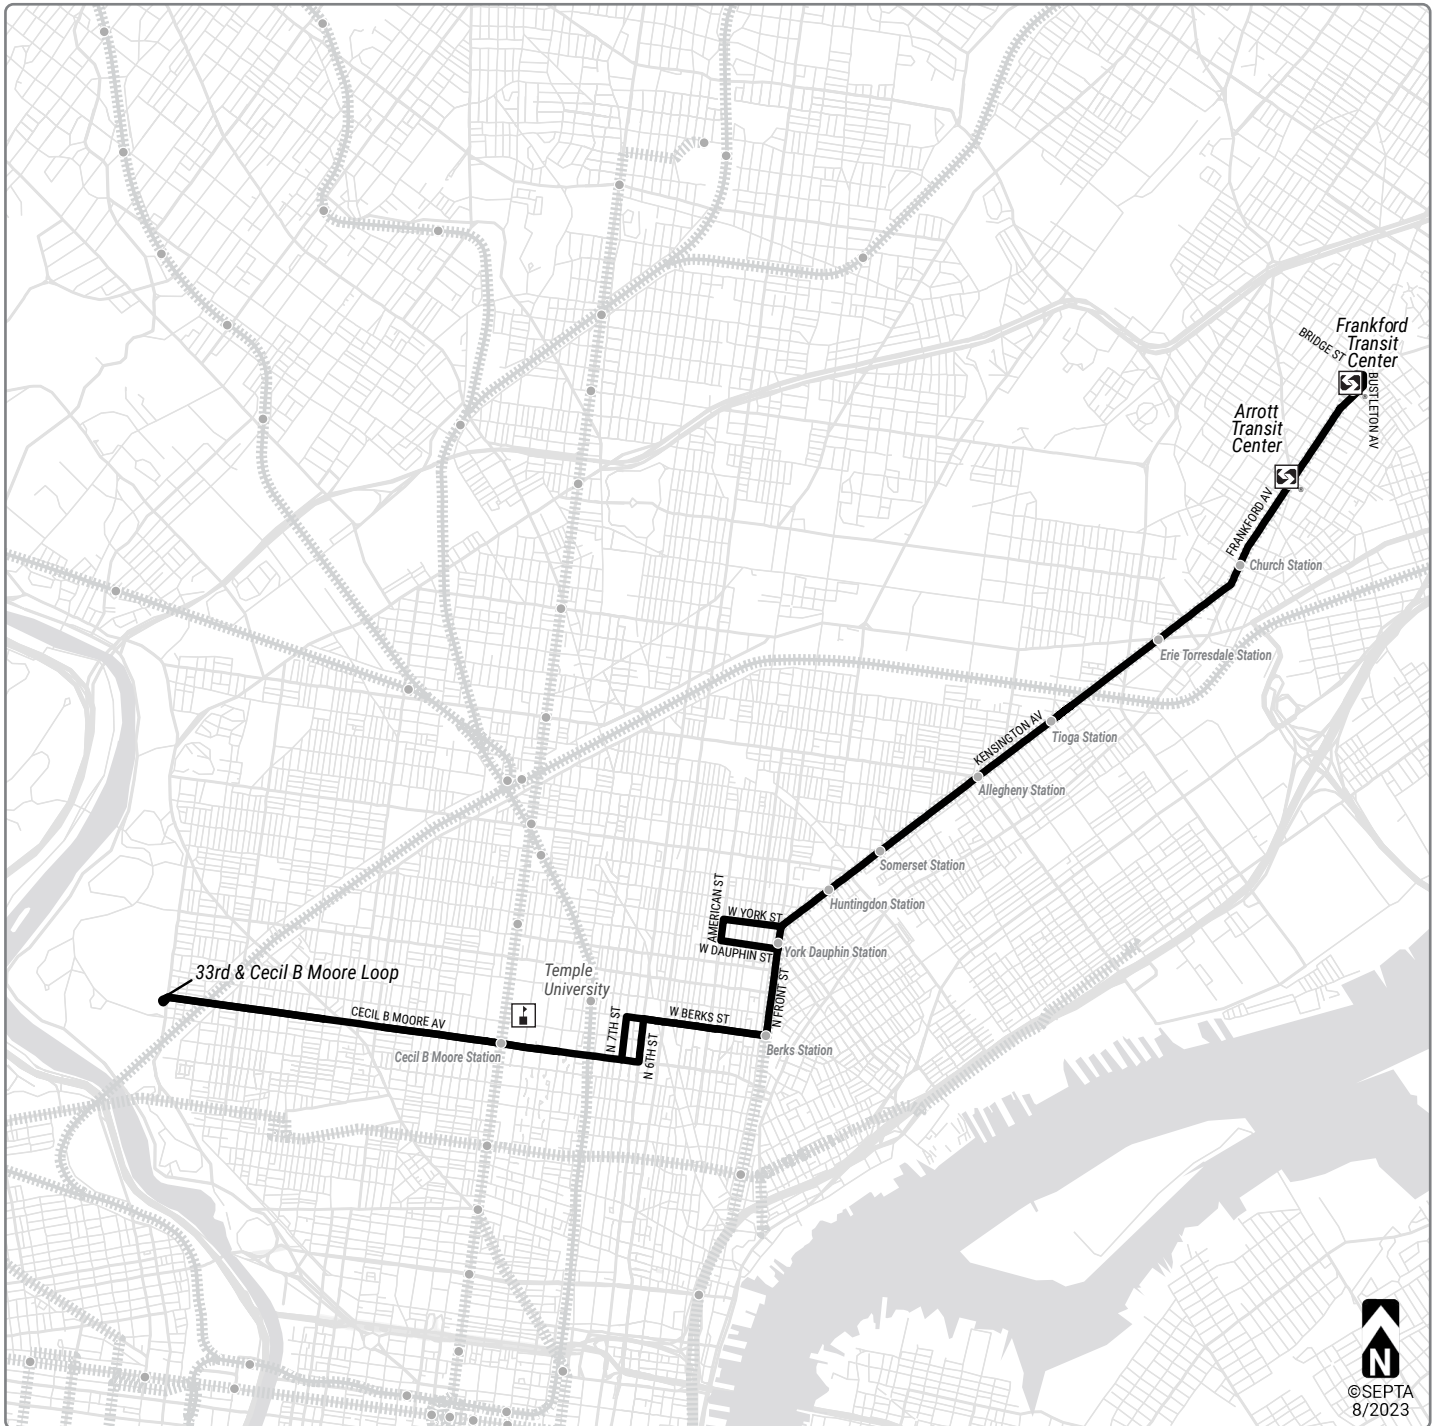 Frankford
Transit
Center
BRIDGE ST
BUSTLETON AV
Arrott
Transit
Center
FRANKFORD AV
Church Station
Erie Torresdale Station
KENSINGTON AV
Tioga Station
Allegheny Station
Somerset Station
Huntingdon Station
AMERICAN ST
W YORK ST
W DAUPHIN ST
York Dauphin Station
33rd & Cecil B Moore Loop
Temple
University
N FRONT ST
CECIL B MOORE AV
N 7TH ST
W BERKS ST
Cecil B Moore Station
N 6TH ST
Berks Station
N
©SEPTA
8/2023